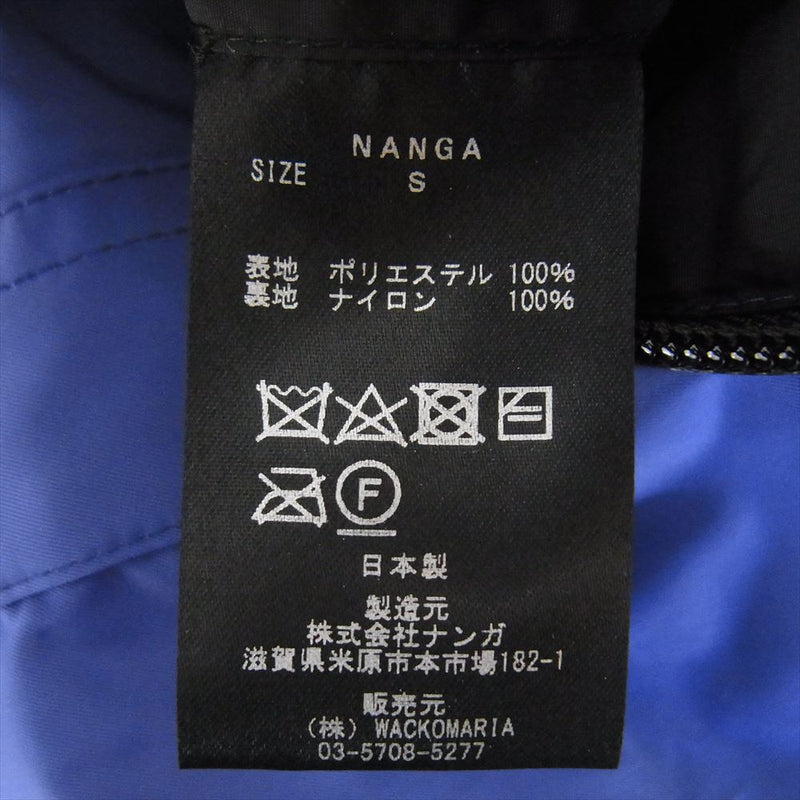 NANGA
SIZE S
表地 ポリエステル 100%
裏地 ナイロン 100%
F
日本製
製造元
株式会社ナンガ
滋賀県米原市本市場182-1
販売元
(株) WACKOMARIA
03-5708-5277